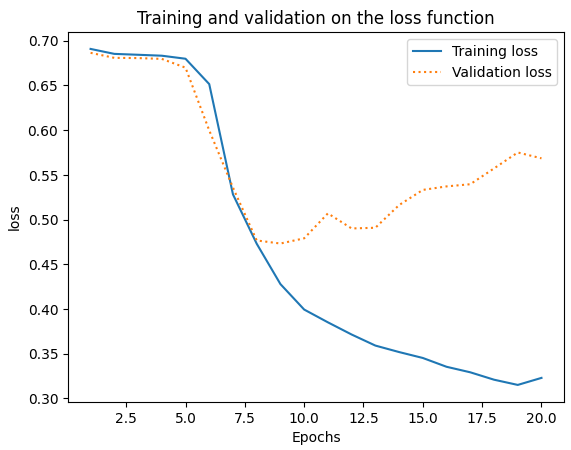 Training and validation on the loss function
Training loss
Validation loss
0.70
0.65
0.60
0.55
0.50
0.45
0.40
0.35
0.30
loss
2.5 5.0 7.5 10.0 12.5 15.0 17.5 20.0
Epochs